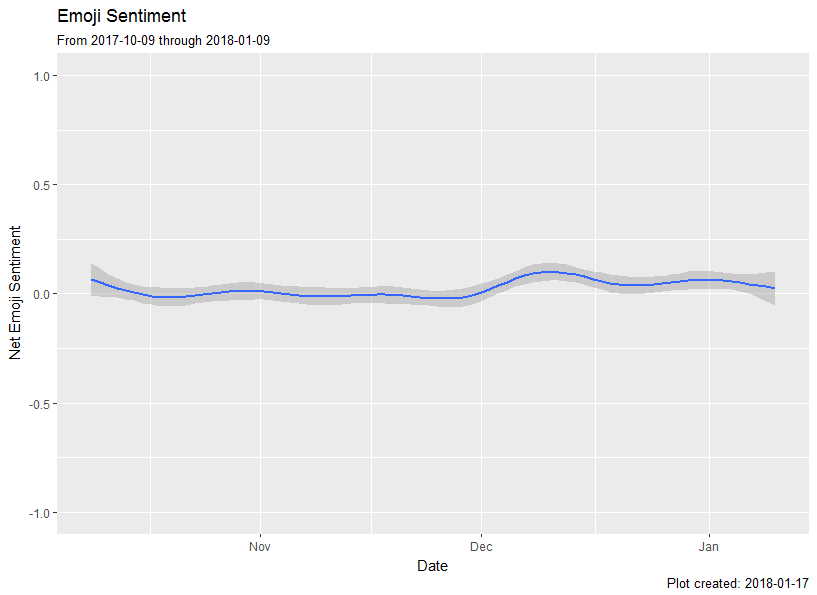 Emoji Sentiment
From 2017-10-09 through 2018-01-09
1.0
0.5
0.0
-0.5
-1.0
Net Emoji Sentiment
Nov Dec Jan
Date
Plot created: 2018-01-17